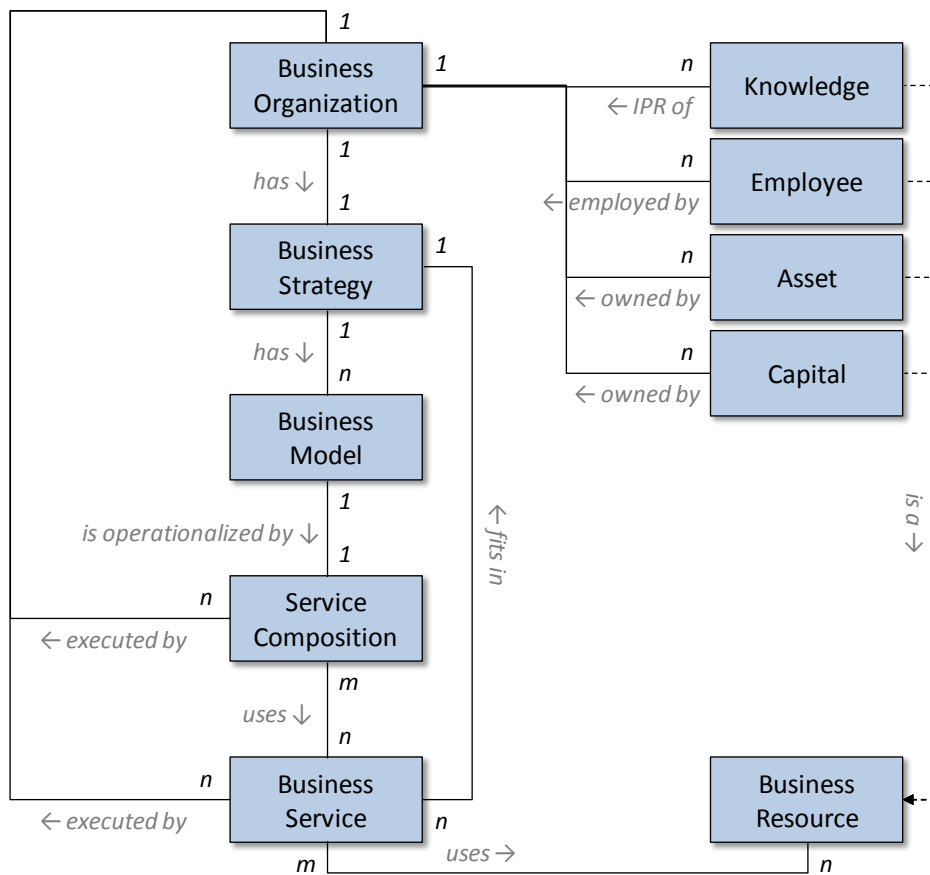 1
Business
Organization
1
n
Knowledge
← IPR of
1
has ↓
n
Employee
← employed by
1
Business
Strategy
1
n
Asset
← owned by
1
has ↓
n
Capital
← owned by
n
Business
Model
1
is operationalized by ↓
← fits in
is a →
1
n
Service
Composition
← executed by
m
uses ↓
n
n
Business
Service
← executed by
n
m
uses →
Business
Resource
n